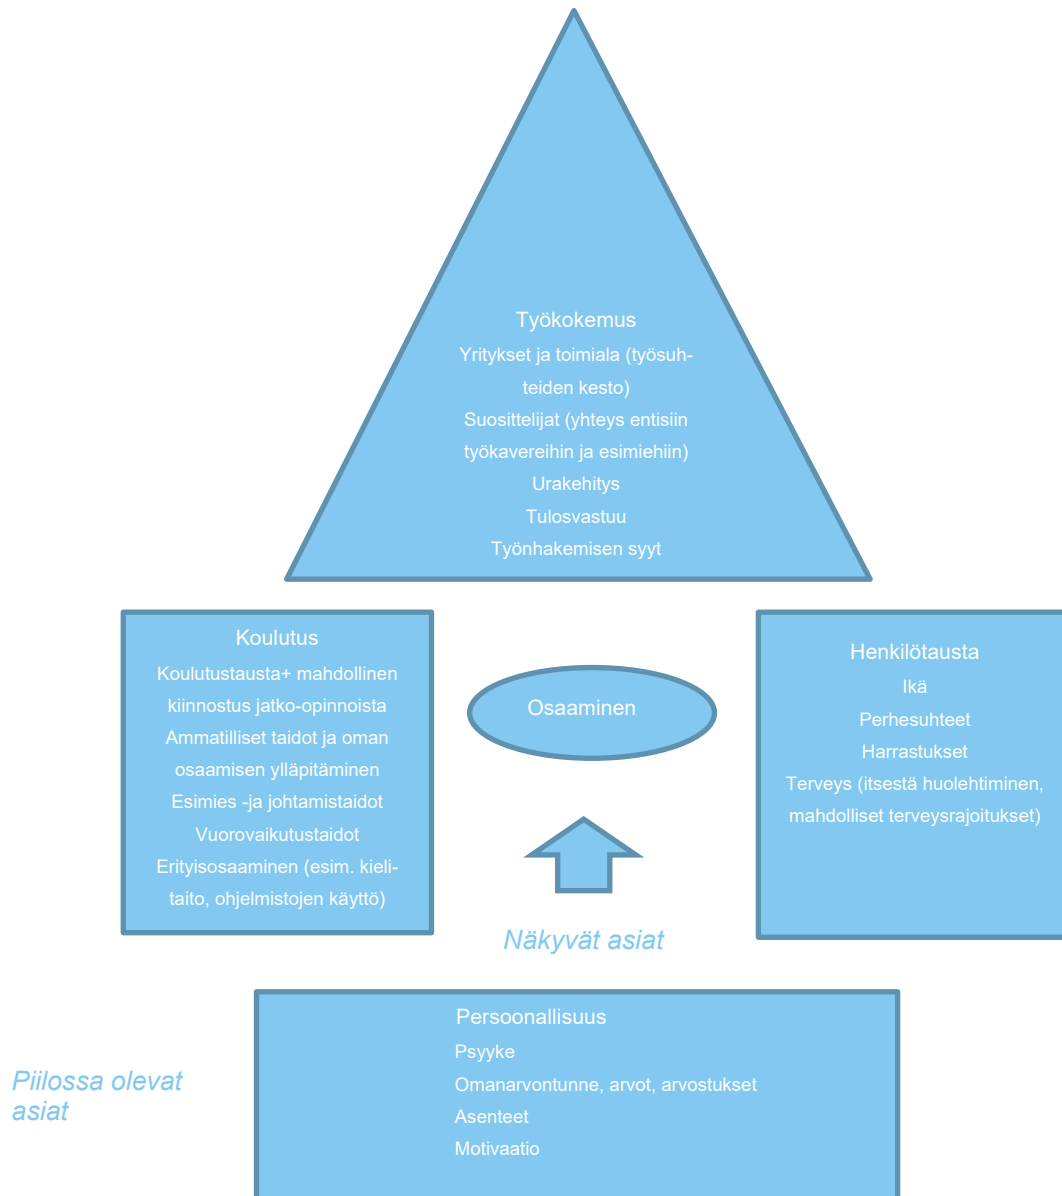 Työkokemus
Yritykset ja toimiala (työsuh-
teiden kesto)
Suosittelijat (yhteys entisiin
työkavereihin ja esimiehiin)
Urakehitys
Tulosvastuu
Työnhakemisen syyt
Koulutus
Koulutustausta+ mahdollinen
kiinnostus jatko-opinnoista
Ammatilliset taidot ja oman
osaamisen ylläpitäminen
Esimies -ja johtamistaidot
Vuorovaikutustaidot
Erityisosaaminen (esim. kieli-
taito, ohjelmistojen käyttö)
Osaaminen
Henkilötausta
Ikä
Perhesuhteet
Harrastukset
Terveys (itsestä huolehtiminen,
mahdolliset terveysrajoitukset)
Näkyvät asiat
Piilossa olevat
asiat
Persoonallisuus
Psyyke
Omanarvontunne, arvot, arvostukset
Asenteet
Motivaatio